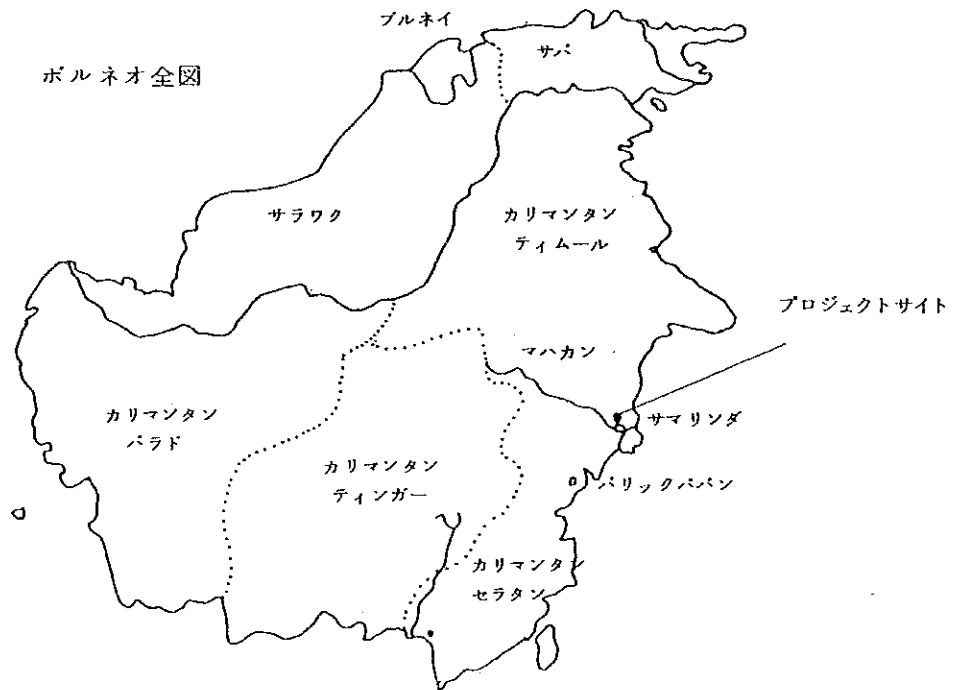 ブルネイ
サバ
ボルネオ全図
サラワク
カリマンタン
ティムール
プロジェクトサイト
マハカン
カリマンタン
バラド
サマリンダ
カリマンタン
ティンガー
バリックパパン
カリマンタン
セラタン